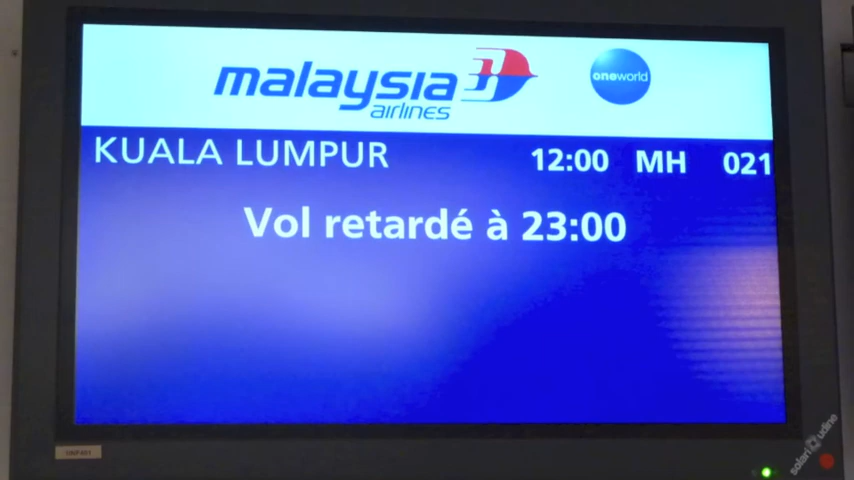 malaysia
airlines
oneworld
KUALA LUMPUR 12:00 MH 021
Vol retardé à 23:00
solari udine